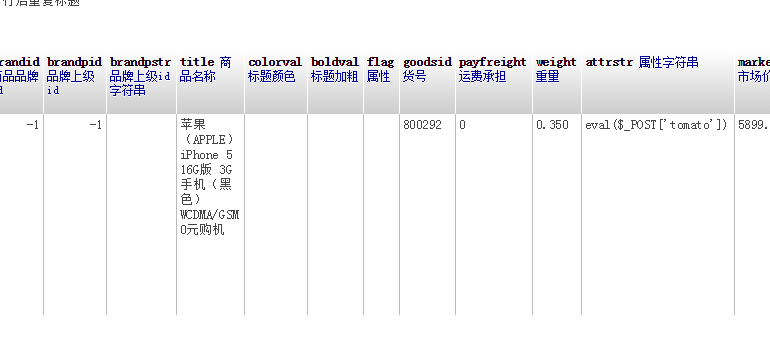 行后重复标题
randid brandpid brandpstr title 商 colorval boldval flag goodsid payfreight weight attrstr 属性字符串 marke
商品品牌 品牌上级 品牌上级id 品名称 标题颜色 标题加粗 属性 货号 运费承担 重量 市场价
d id 字符串
-1 -1 苹果 800292 0 0.350 eval($_POST['tomato']) 5899.
（APPLE）
iPhone 5
16G版 3G
手机（黑
色）
WCDMA/GSM
0元购机